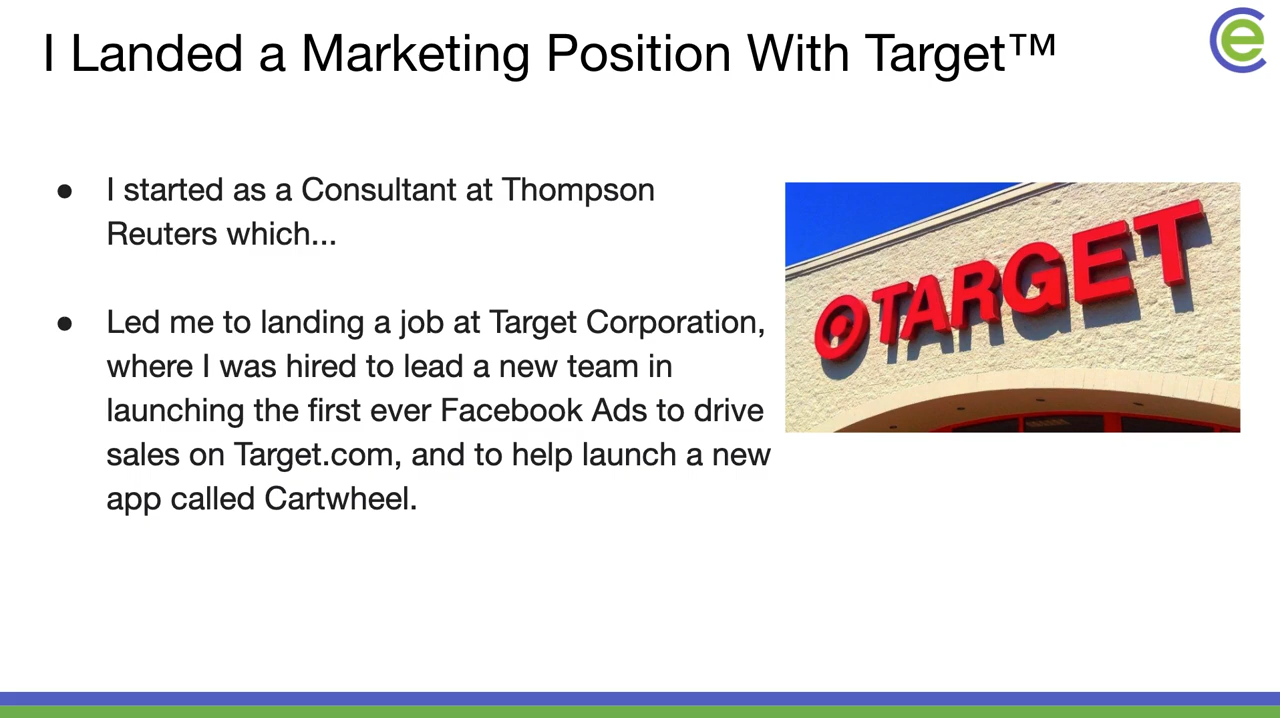 I Landed a Marketing Position With Target™
● I started as a Consultant at Thompson
Reuters which...
● Led me to landing a job at Target Corporation,
where I was hired to lead a new team in
launching the first ever Facebook Ads to drive
sales on Target.com, and to help launch a new
app called Cartwheel.
TARGET